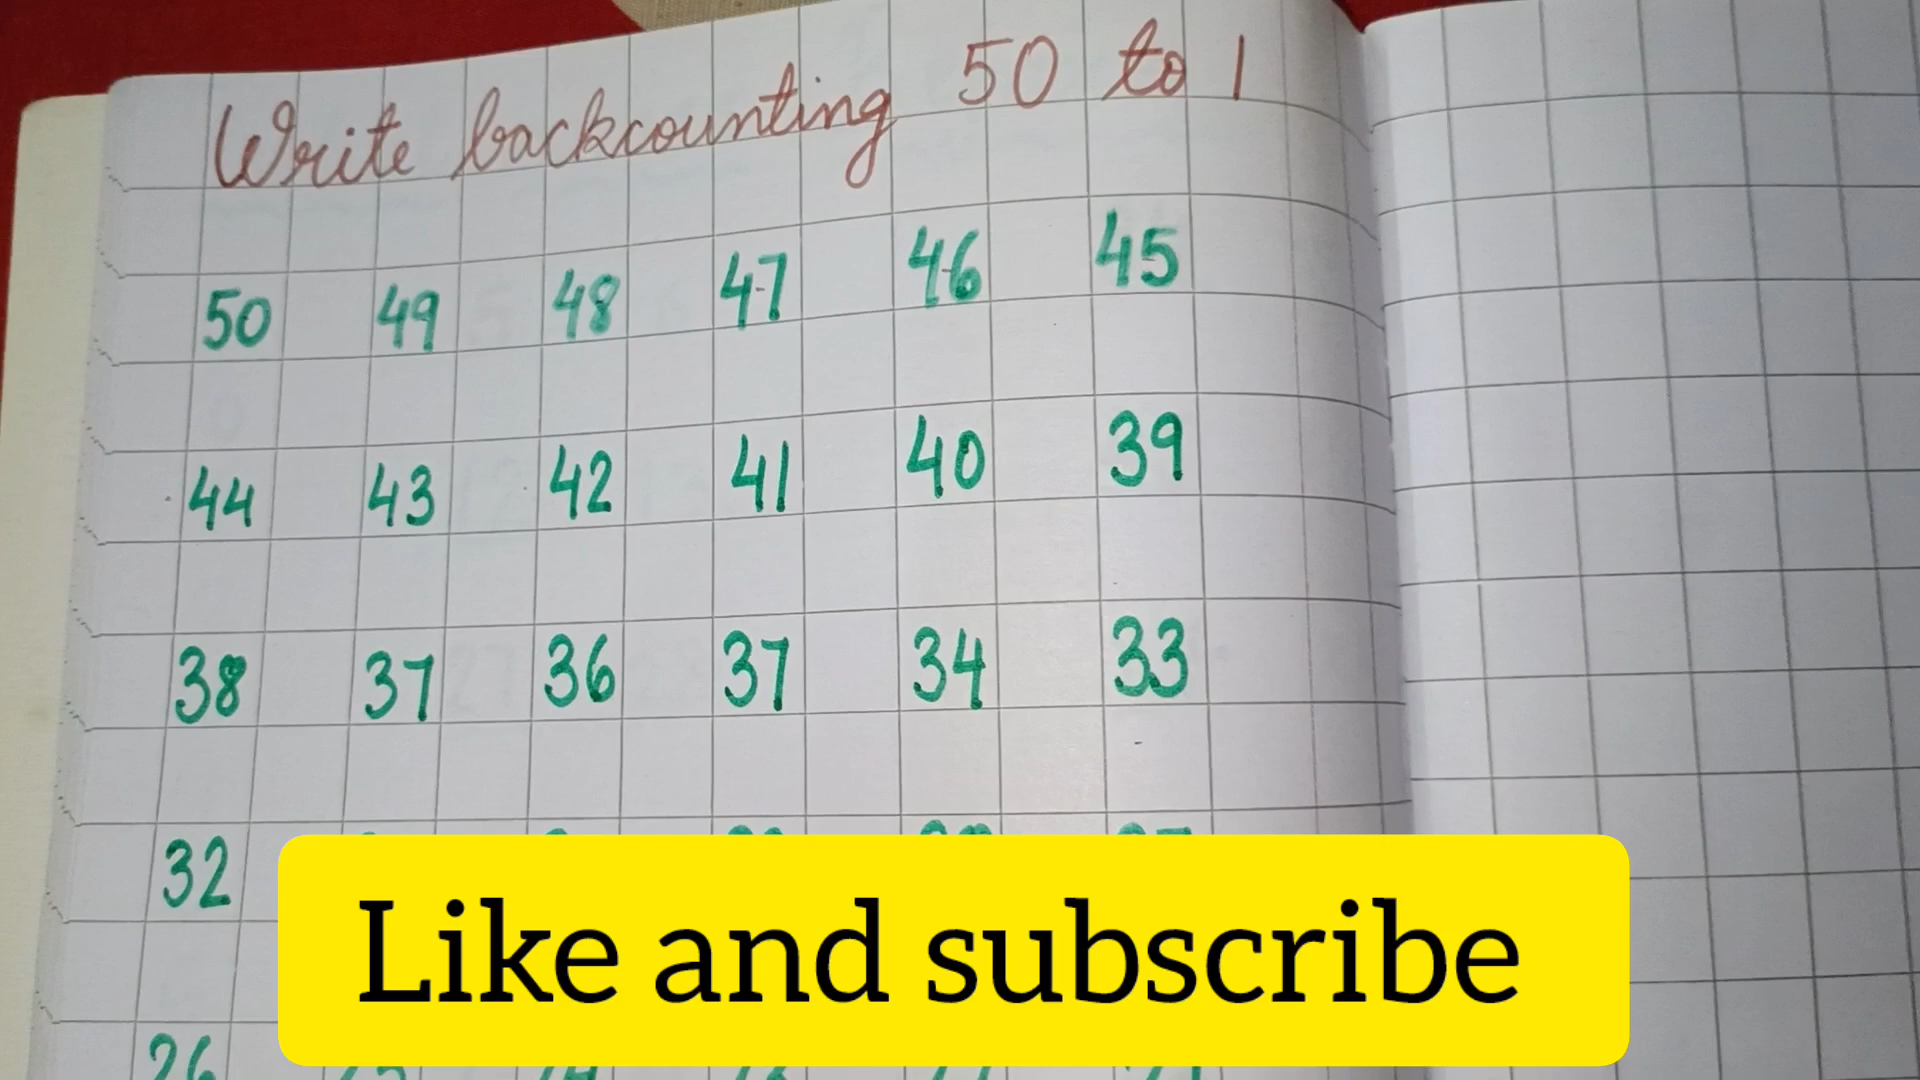 Write backcounting 50 to 1
50 49 48 47 46 45
44 43 42 41 40 39
38 37 36 37 34 33
32
26
Like and subscribe